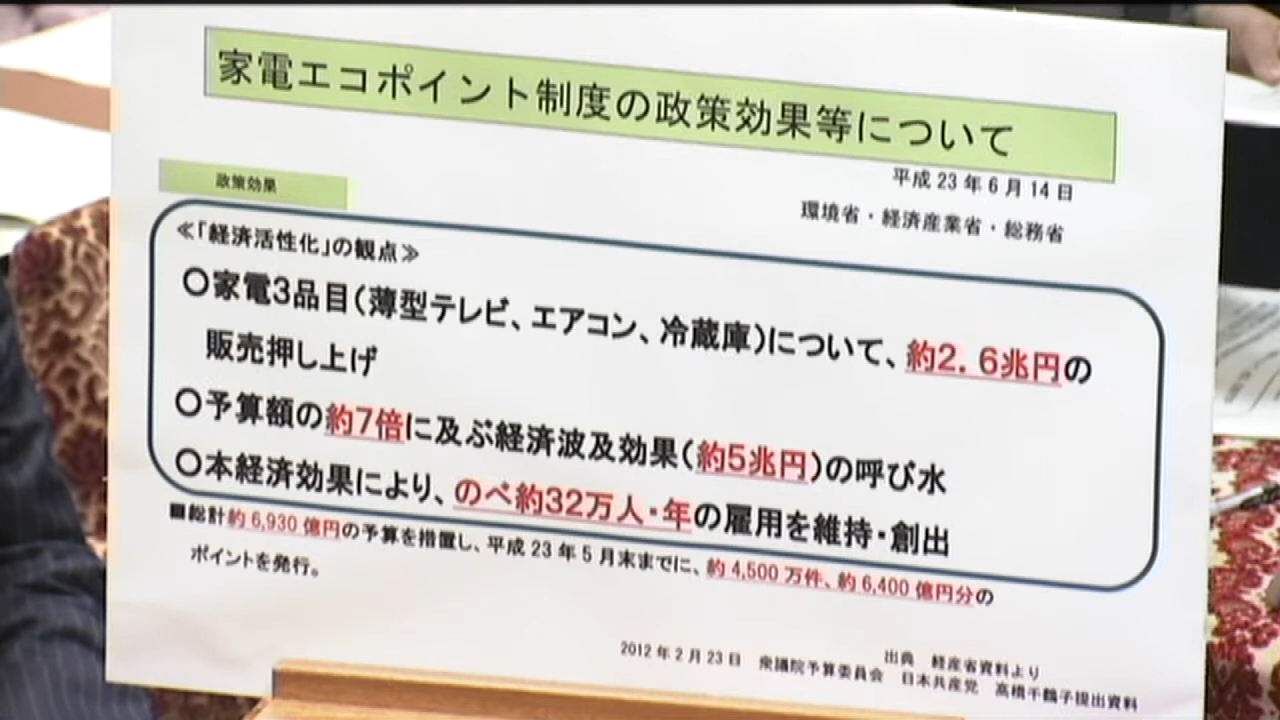 家電エコポイント制度の政策効果等について
平成23年6月14日
環境省・経済産業省・総務省
政策効果
≪「経済活性化」の観点≫
○家電3品目(薄型テレビ、エアコン、冷蔵庫)について、約2.6兆円の
販売押し上げ
○予算額の約7倍に及ぶ経済波及効果(約5兆円)の呼び水
○本経済効果により、のべ約32万人・年の雇用を維持・創出
■総計約6,930億円の予算を措置し、平成23年5月末までに、約4,500万件、約6,400億円分の
ポイントを発行。
出典 経産省資料より
2012年2月23日 衆議院予算委員会 日本共産党 高橋千鶴子提出資料